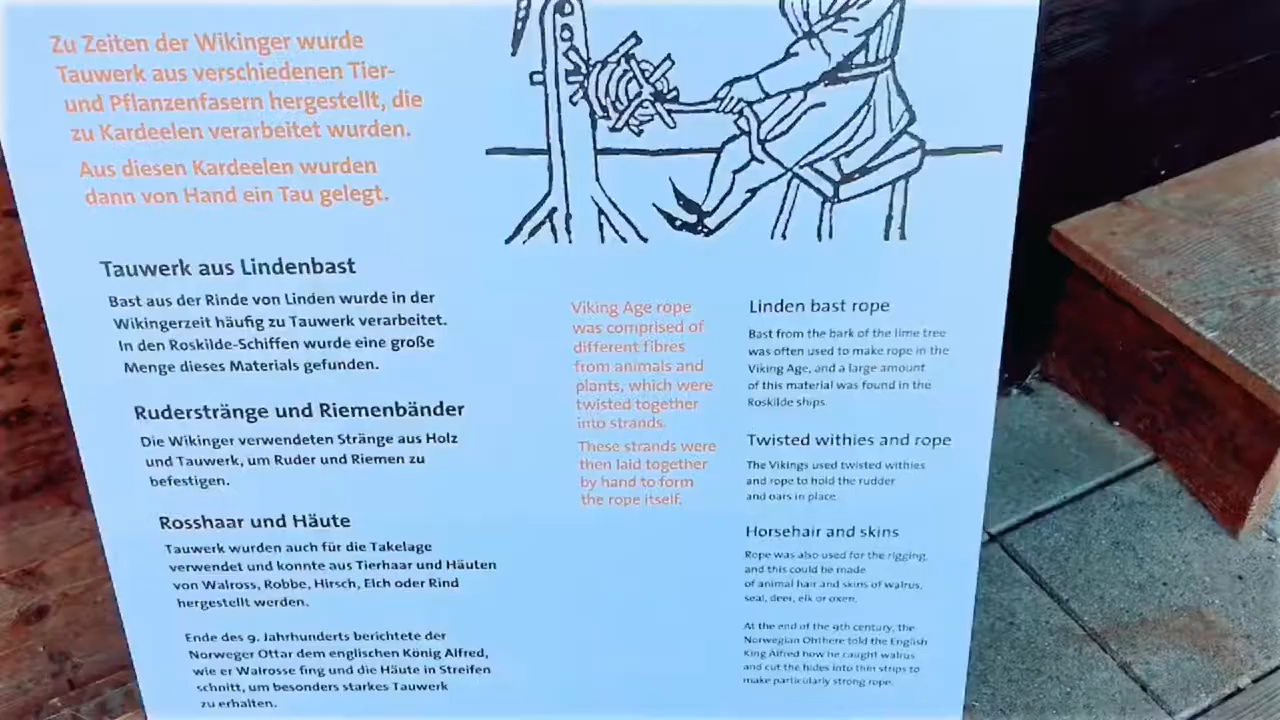 Zu Zeiten der Wikinger wurde
Tauwerk aus verschiedenen Tier-
und Pflanzenfasern hergestellt, die
zu Kardeelen verarbeitet wurden.
Aus diesen Kardeelen wurden
dann von Hand ein Tau gelegt.
Tauwerk aus Lindenbast
Bast aus der Rinde von Linden wurde in der
Wikingerzeit häufig zu Tauwerk verarbeitet.
In den Roskilde-Schiffen wurde eine große
Menge dieses Materials gefunden.
Ruderstränge und Riemenbänder
Die Wikinger verwendeten Stränge aus Holz
und Tauwerk, um Ruder und Riemen zu
befestigen.
Rosshaar und Häute
Tauwerk wurden auch für die Takelage
verwendet und konnte aus Tierhaar und Häuten
von Walross, Robbe, Hirsch, Elch oder Rind
hergestellt werden.
Ende des 9. Jahrhunderts berichtete der
Norweger Ottar dem englischen König Alfred,
wie er Walrosse fing und die Häute in Streifen
schnitt, um besonders starkes Tauwerk
zu erhalten.
Viking Age rope
was comprised of
different fibres
from animals and
plants, which were
twisted together
into strands.
These strands were
then laid together
by hand to form
the rope itself.
Linden bast rope
Bast from the bark of the lime tree
was often used to make rope in the
Viking Age, and a large amount
of this material was found in the
Roskilde ships.
Twisted withies and rope
The Vikings used twisted withies
and rope to hold the rudder
and oars in place.
Horsehair and skins
Rope was also used for the rigging,
and this could be made
of animal hair and skins of walrus,
seal, deer, elk or oxen.
At the end of the 9th century, the
Norwegian Ohthere told the English
King Alfred how he caught walrus
and cut the hides into thin strips to
make particularly strong rope.